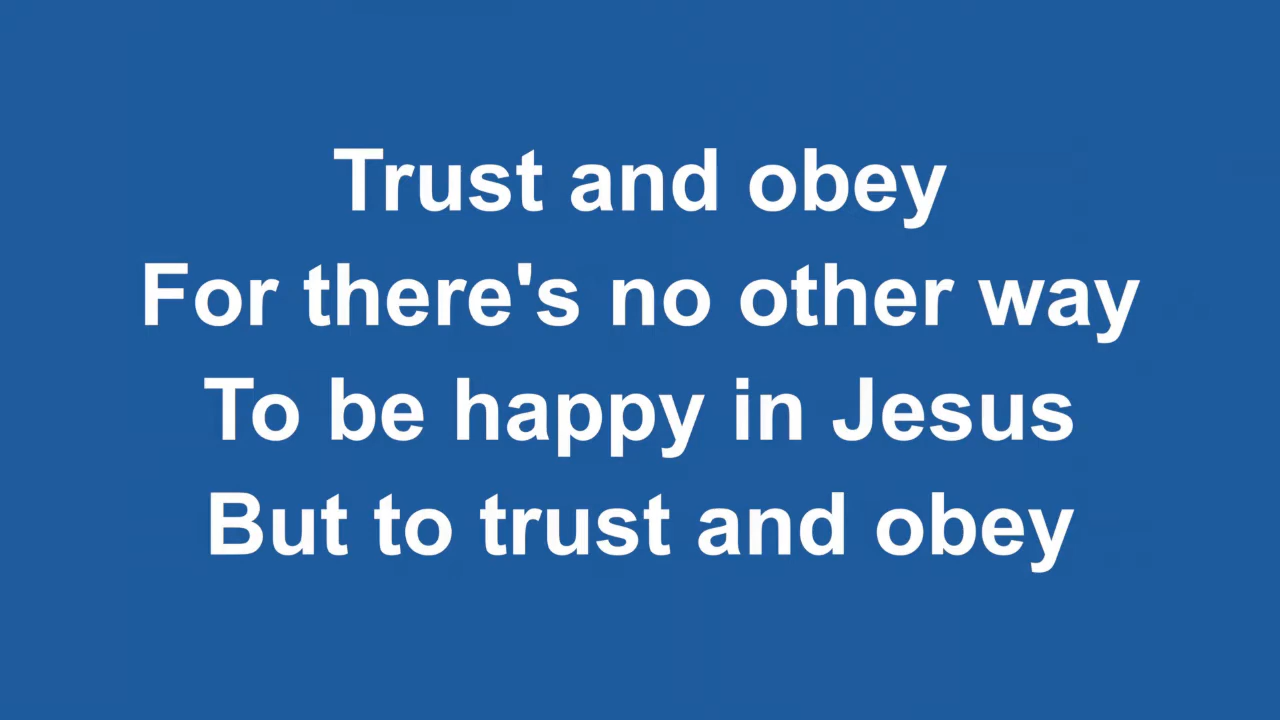 Trust and obey
For there's no other way
To be happy in Jesus
But to trust and obey